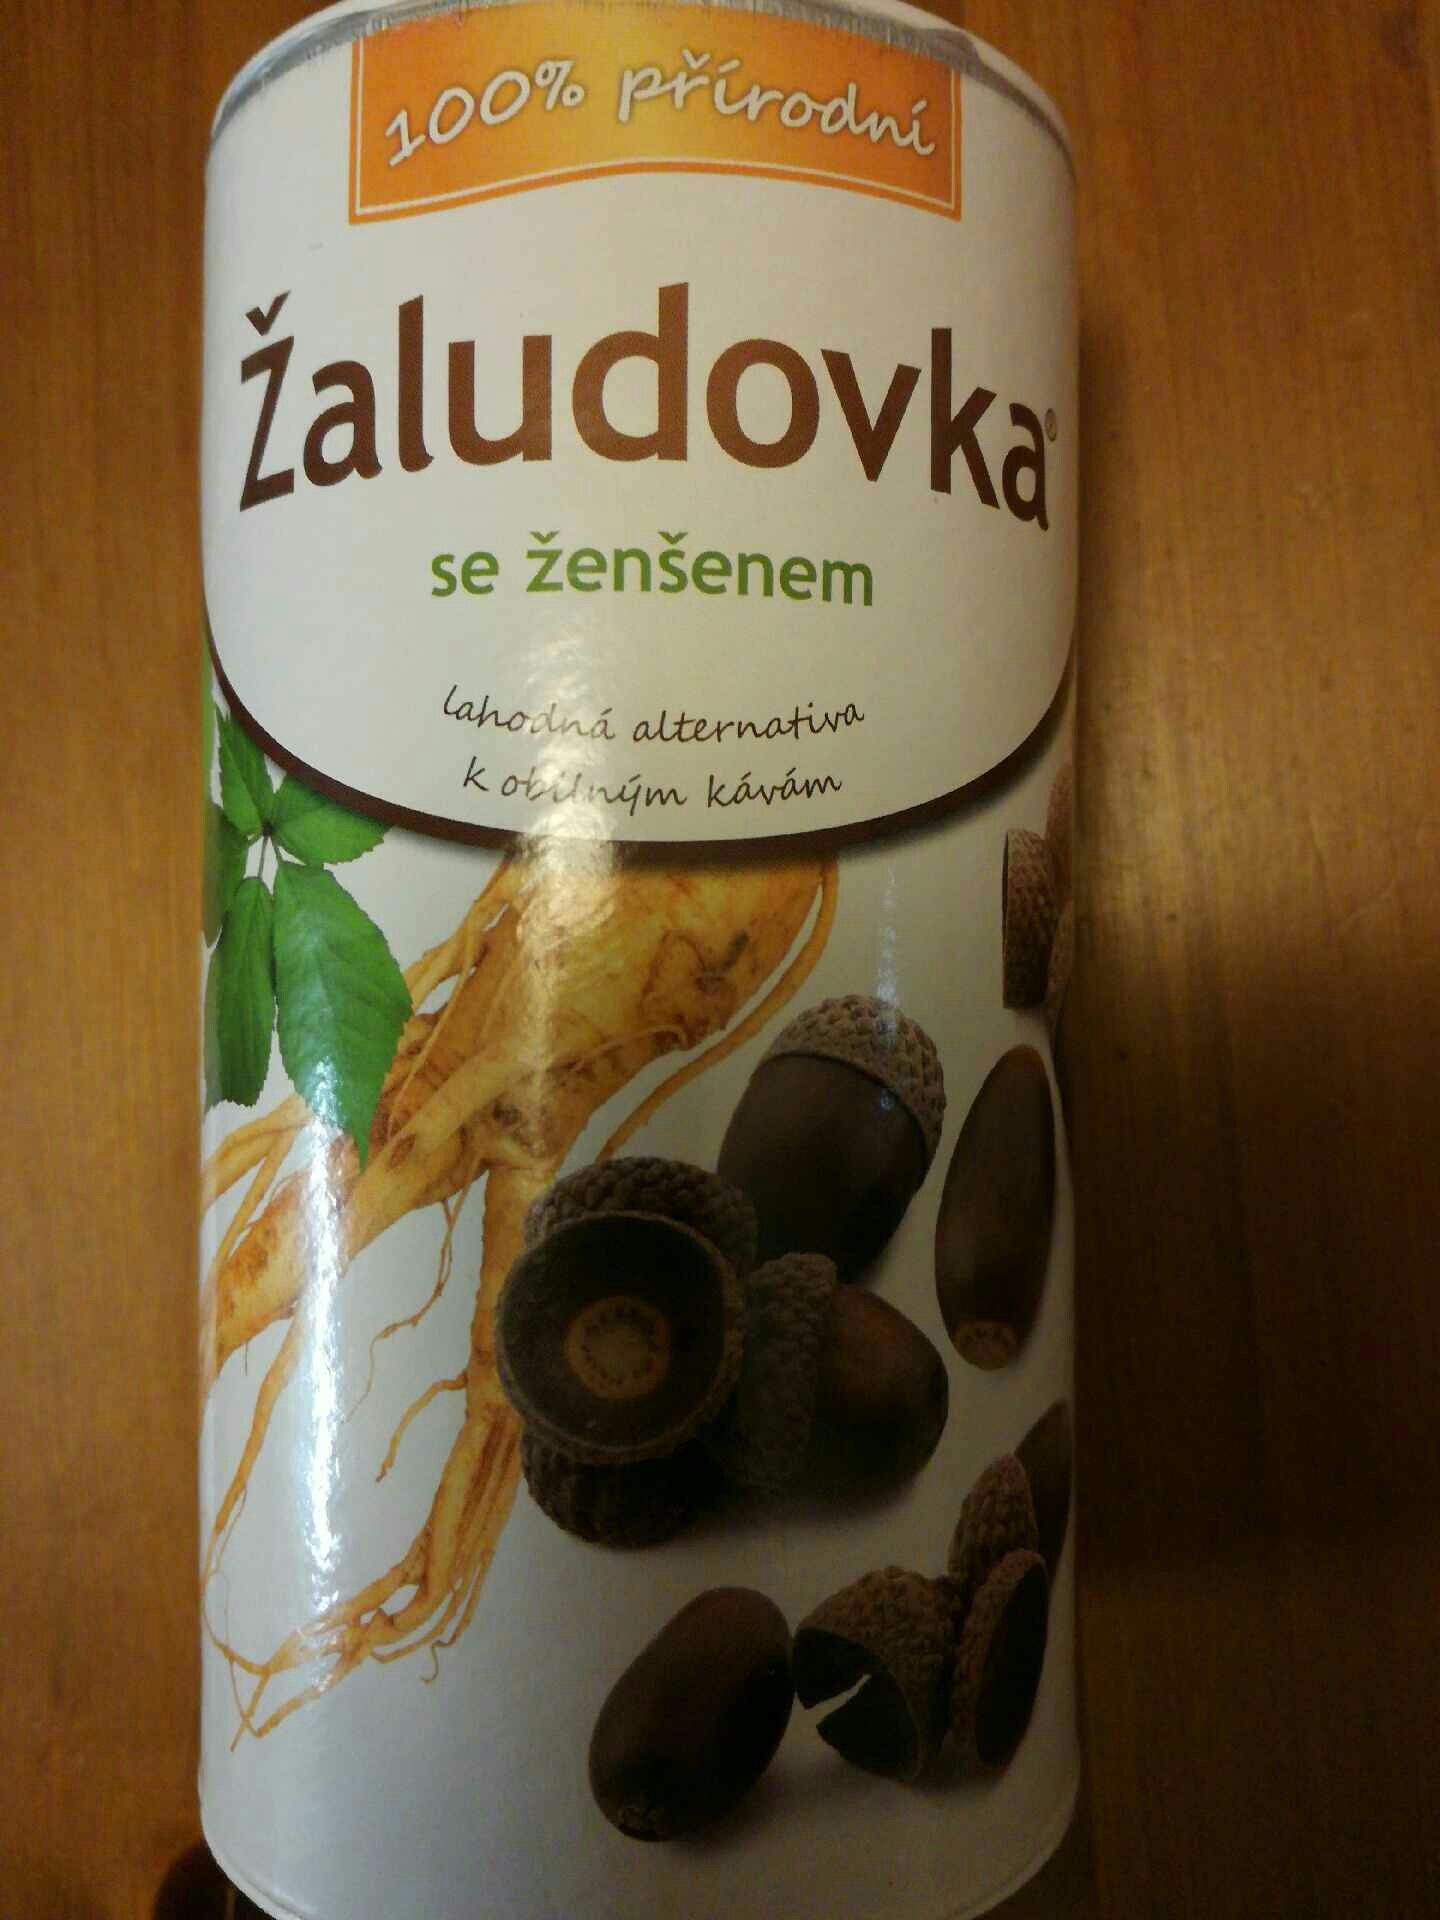 100% přírodní
Žaludovka®
se ženšenem
lahodná alternativa
k obilným kávám